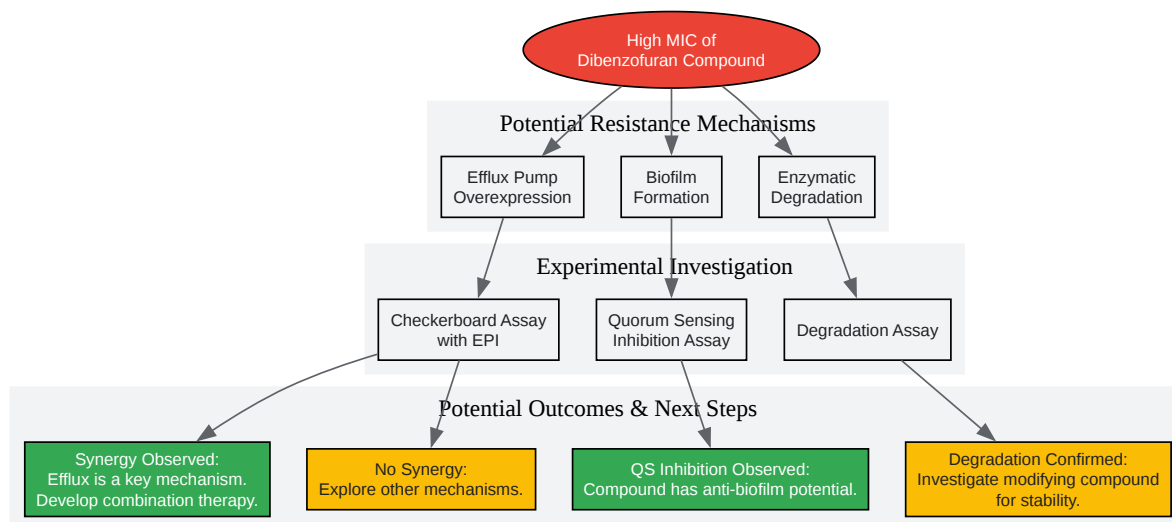 High MIC of
Dibenzofuran Compound
Potential Resistance Mechanisms
Efflux Pump
Overexpression
Biofilm
Formation
Enzymatic
Degradation
Experimental Investigation
Checkerboard Assay
with EPI
Quorum Sensing
Inhibition Assay
Degradation Assay
Potential Outcomes & Next Steps
Synergy Observed:
Efflux is a key mechanism.
Develop combination therapy.
No Synergy:
Explore other mechanisms.
QS Inhibition Observed:
Compound has anti-biofilm potential.
Degradation Confirmed:
Investigate modifying compound
for stability.